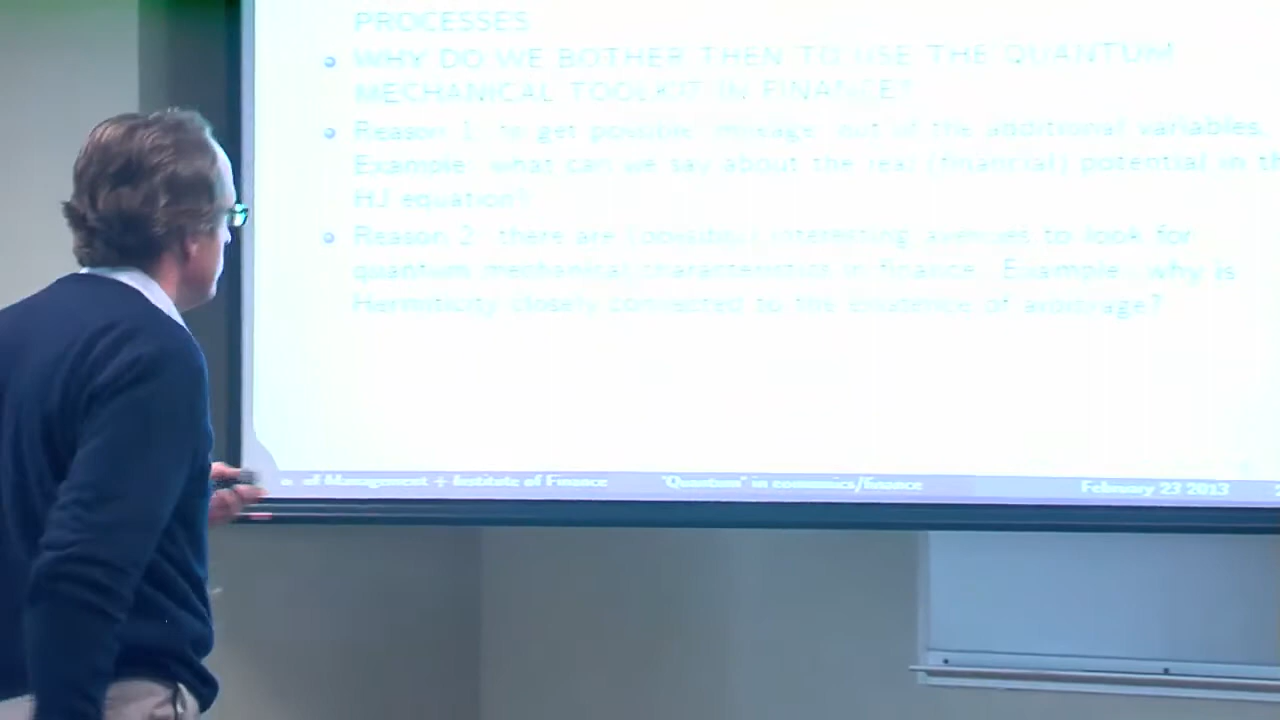 PROCESSES
WHY DO WE BOTHER THEN TO USE THE QUANTUM
MECHANICAL TOOLKIT IN FINANCE?
Reason 1: to get possible 'mileage' out of the additional variables.
Example: what can we say about the real (financial) potential in th
HJ equation?
Reason 2: there are (possibly) interesting avenues to look for
quantum mechanical characteristics in finance. Example: why is
Hermiticity closely connected to the existence of arbitrage?
of Management + Institute of Finance 'Quantum' in economics/finance February 23 2013